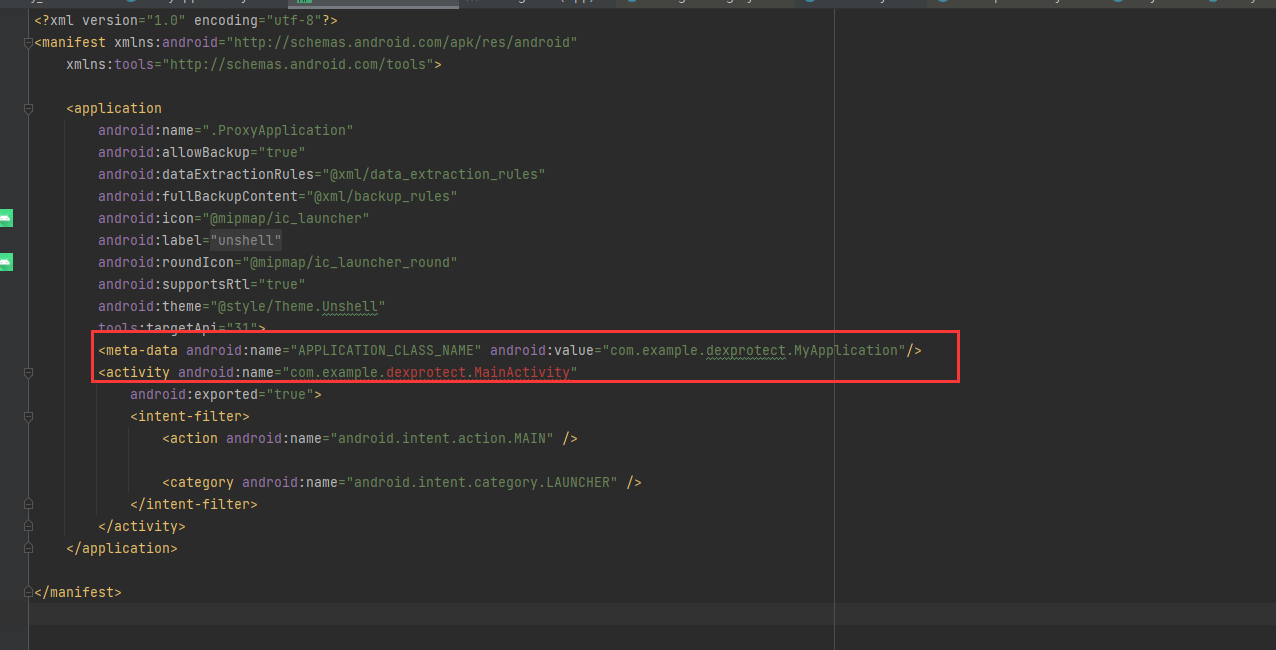 <?xml version="1.0" encoding="utf-8"?>
<manifest xmlns:android="http://schemas.android.com/apk/res/android"
xmlns:tools="http://schemas.android.com/tools">
<application
android:name=".ProxyApplication"
android:allowBackup="true"
android:dataExtractionRules="@xml/data_extraction_rules"
android:fullBackupContent="@xml/backup_rules"
android:icon="@mipmap/ic_launcher"
android:label="unshell"
android:roundIcon="@mipmap/ic_launcher_round"
android:supportsRtl="true"
android:theme="@style/Theme.Unshell"
tools:targetApi="31">
<meta-data android:name="APPLICATION_CLASS_NAME" android:value="com.example.dexprotect.MyApplication"/>
<activity android:name="com.example.dexprotect.MainActivity"
android:exported="true">
<intent-filter>
<action android:name="android.intent.action.MAIN" />
<category android:name="android.intent.category.LAUNCHER" />
</intent-filter>
</activity>
</application>
</manifest>